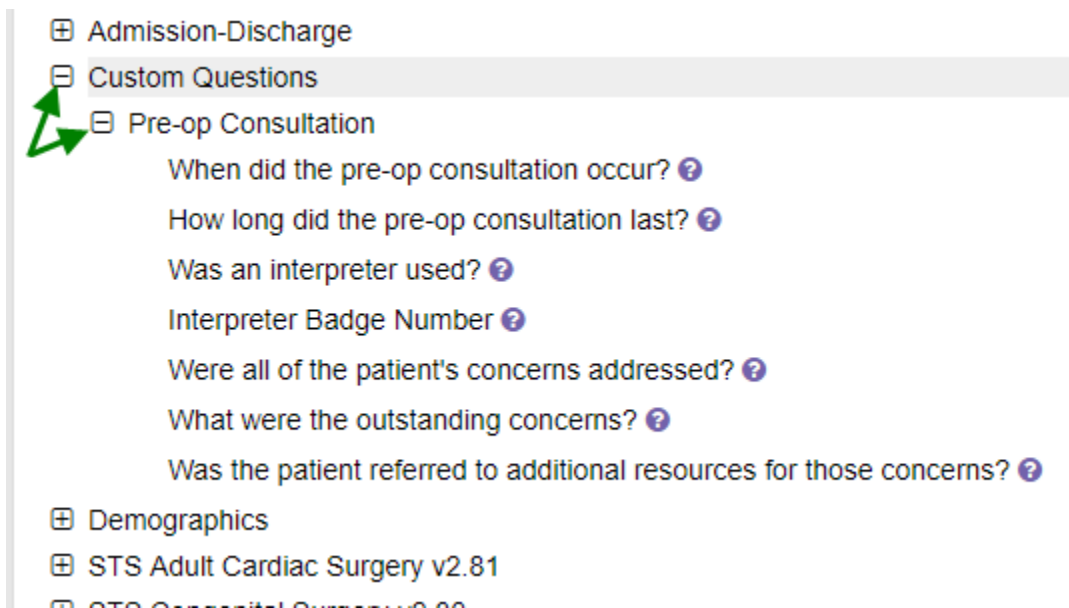 Admission-Discharge
Custom Questions
Pre-op Consultation
When did the pre-op consultation occur?
How long did the pre-op consultation last?
Was an interpreter used?
Interpreter Badge Number
Were all of the patient's concerns addressed?
What were the outstanding concerns?
Was the patient referred to additional resources for those concerns?
Demographics
STS Adult Cardiac Surgery v2.81
STS Congenital Surgery